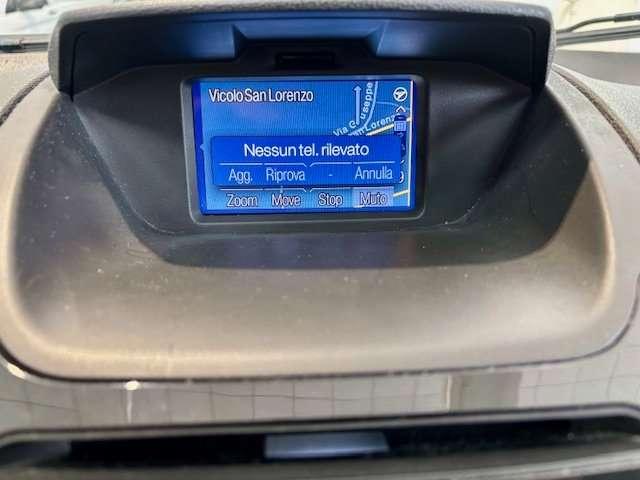 Vicolo San Lorenzo
Nessun tel. rilevato
Agg. Riprova - Annulla
Zoom Move Stop Muto